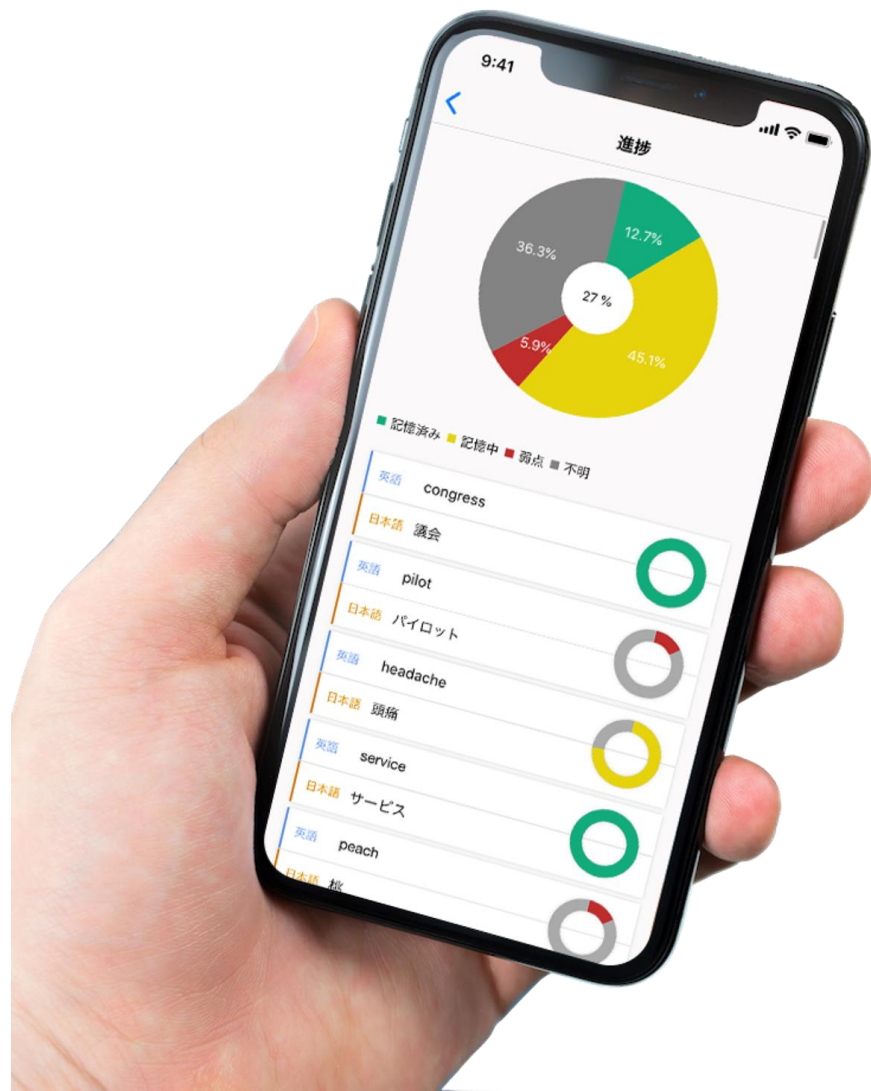 9:41
進捗
12.7%
36.3%
27 %
5.9%
45.1%
記憶済み 記憶中 弱点 不明
英語 congress
日本語 議会
英語 pilot
日本語 パイロット
英語 headache
日本語 頭痛
英語 service
日本語 サービス
英語 peach
日本語 桃